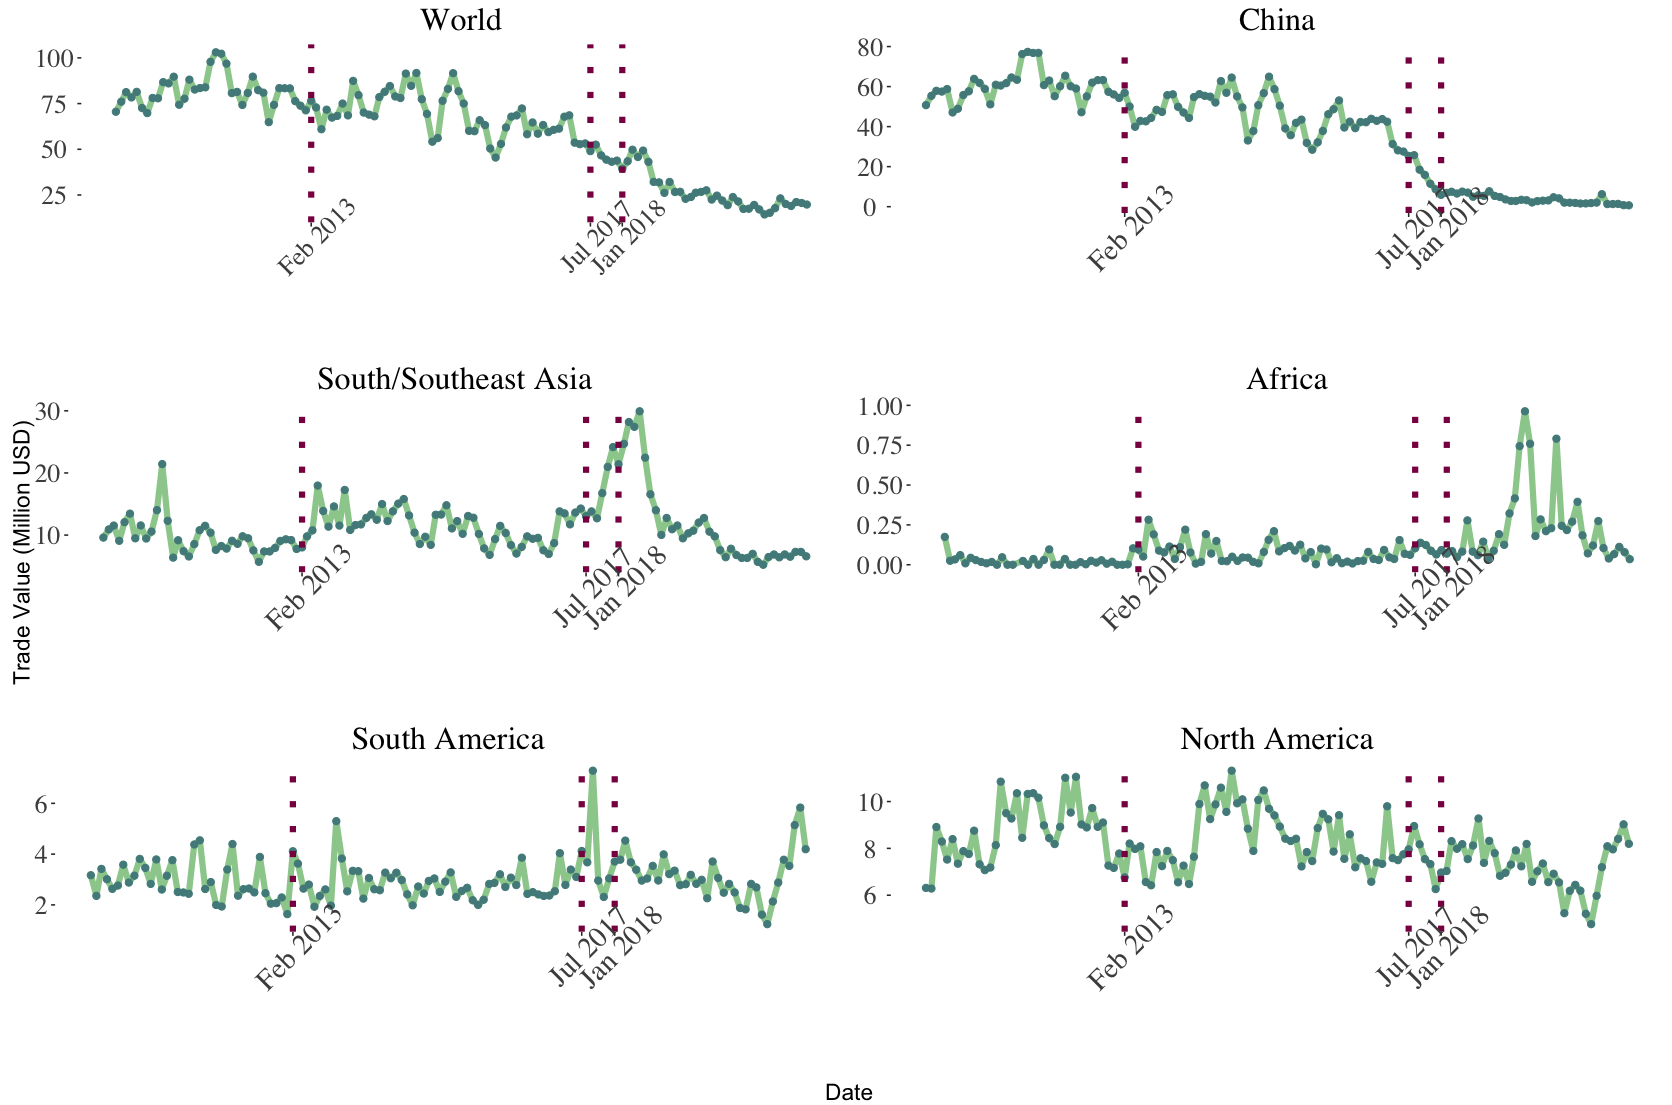 World
China
100
75
50
25
Feb 2013
Jul 2017
Jan 2018
80
60
40
20
0
Feb 2013
Jul 2017
Jan 2018
Trade Value (Million USD)
South/Southeast Asia
Africa
30
20
10
Feb 2013
Jul 2017
Jan 2018
1.00
0.75
0.50
0.25
0.00
Feb 2013
Jul 2017
Jan 2018
South America
North America
6
4
2
Feb 2013
Jul 2017
Jan 2018
10
8
6
Feb 2013
Jul 2017
Jan 2018
Date